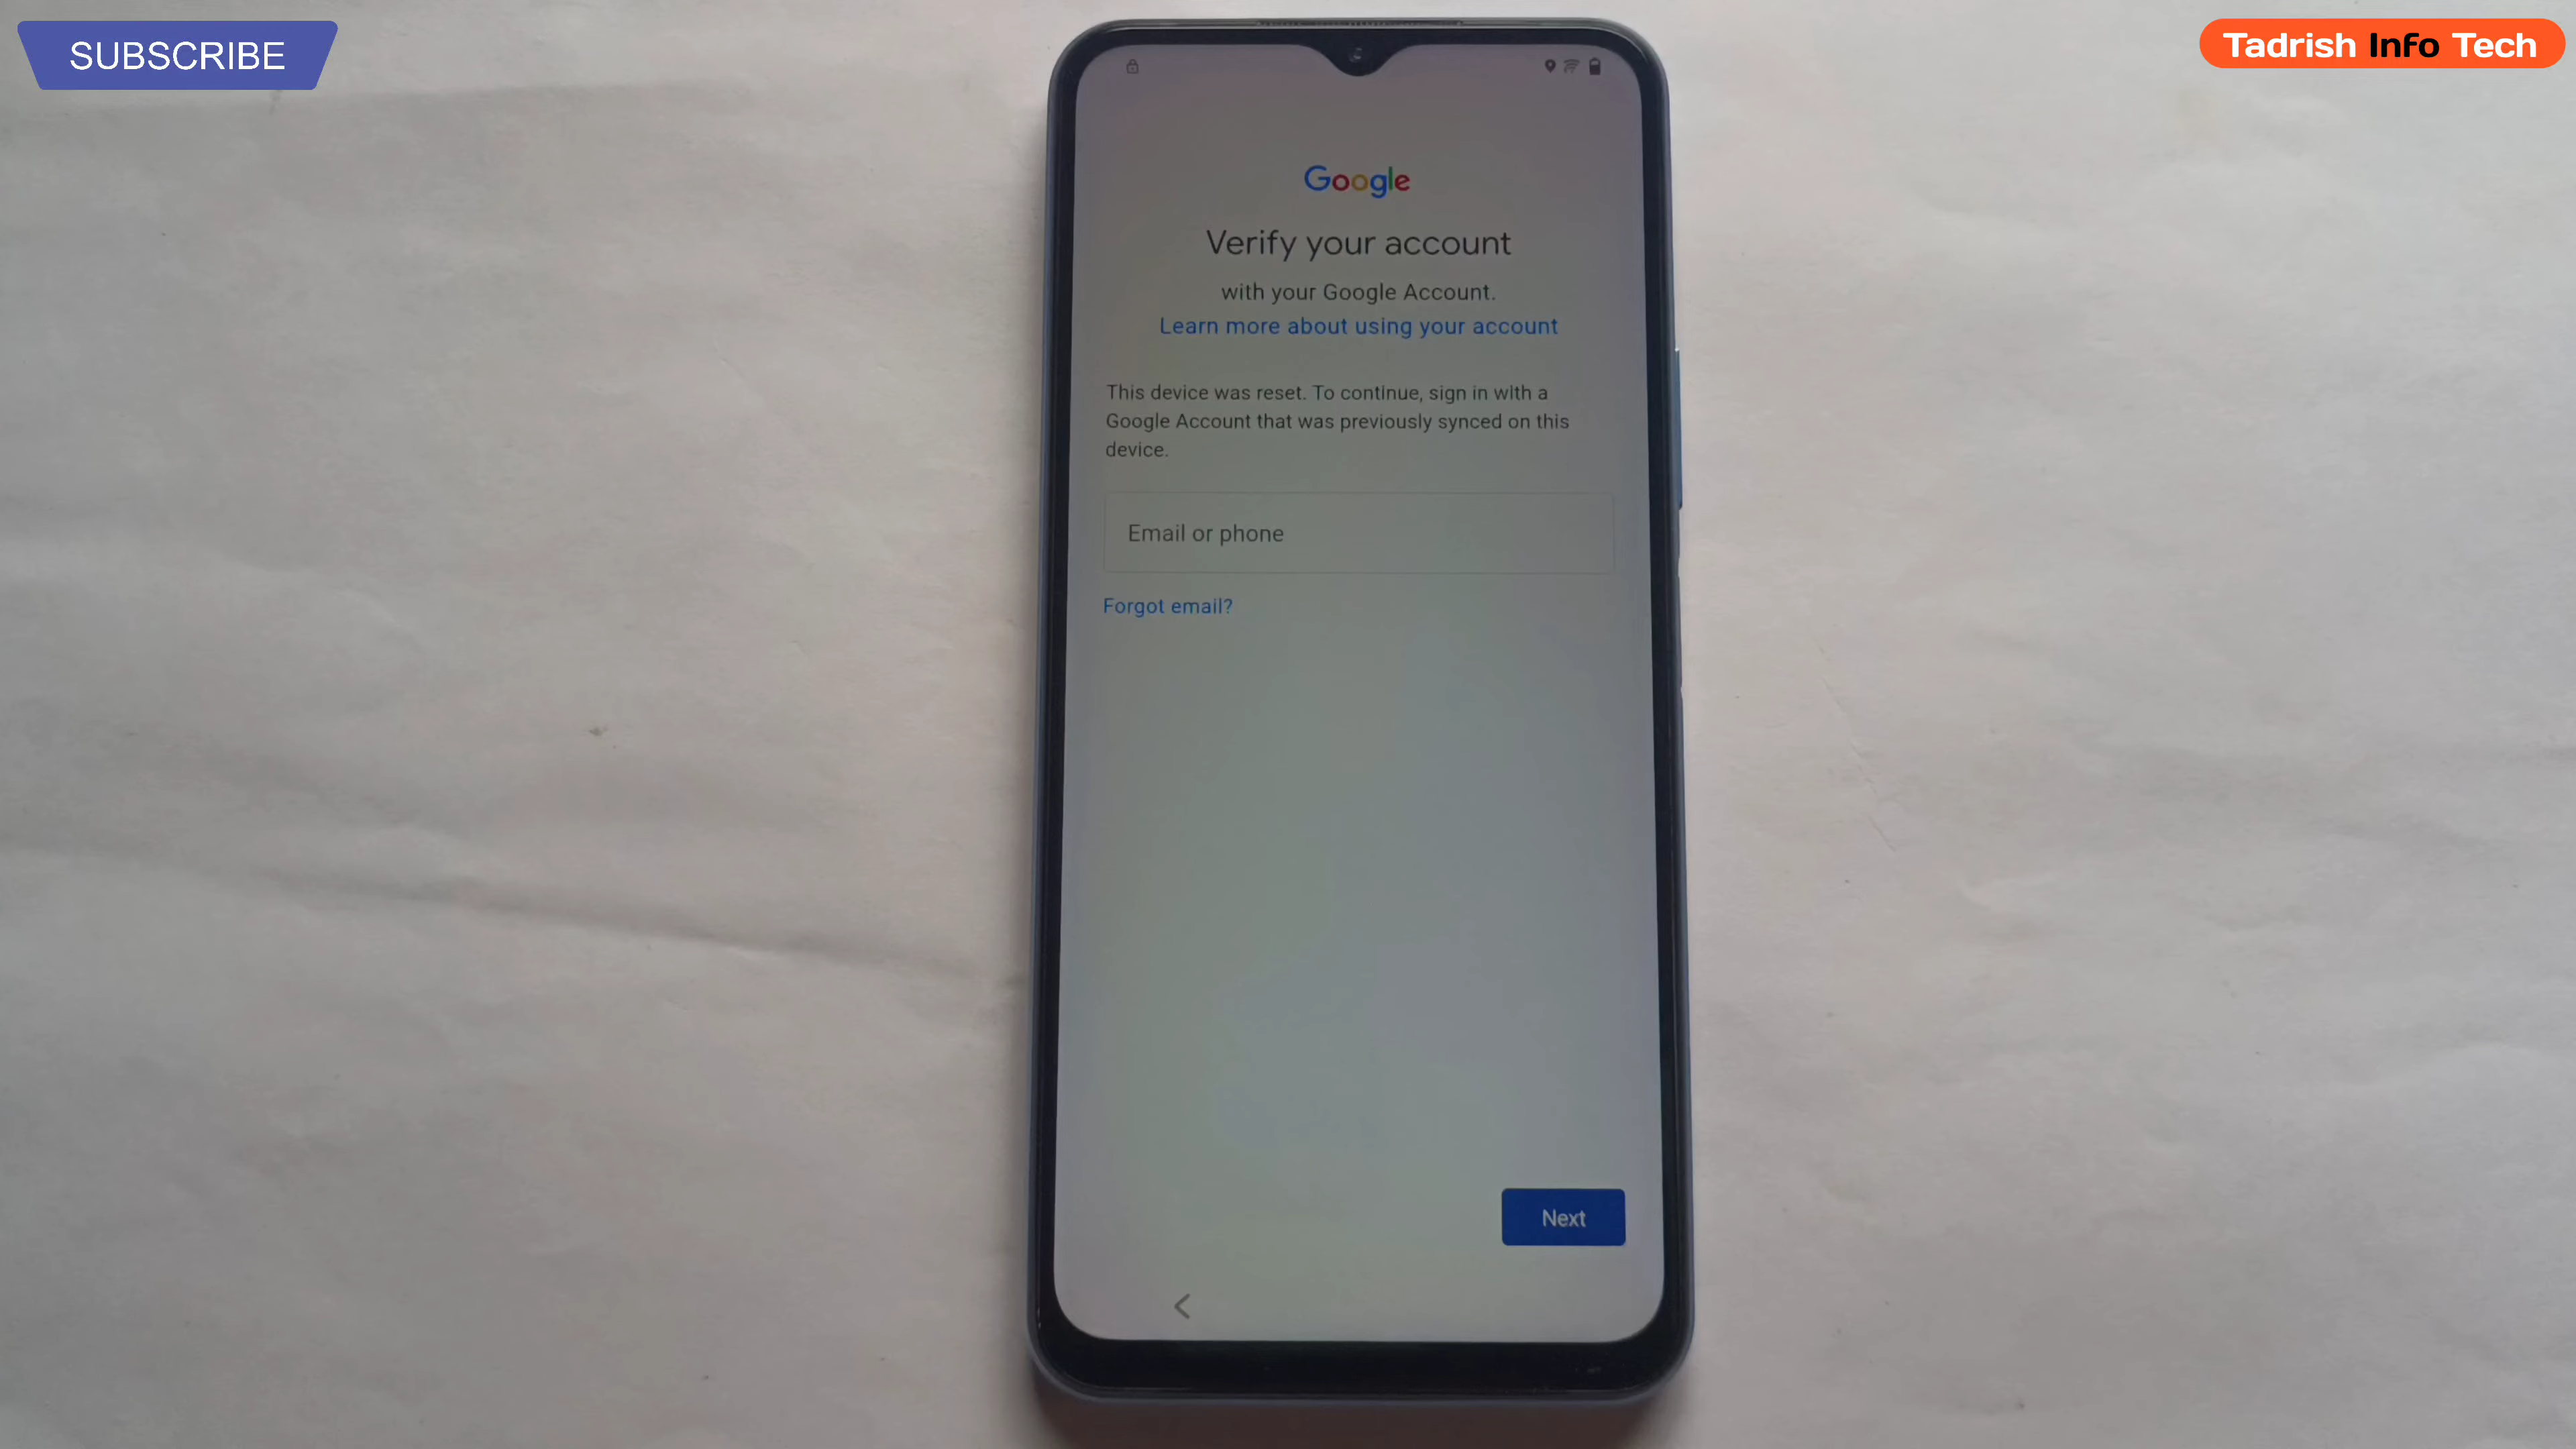 SUBSCRIBE
Tadrish Info Tech
Google
Verify your account
with your Google Account.
Learn more about using your account
This device was reset. To continue, sign in with a
Google Account that was previously synced on this
device.
Email or phone
Forgot email?
Next